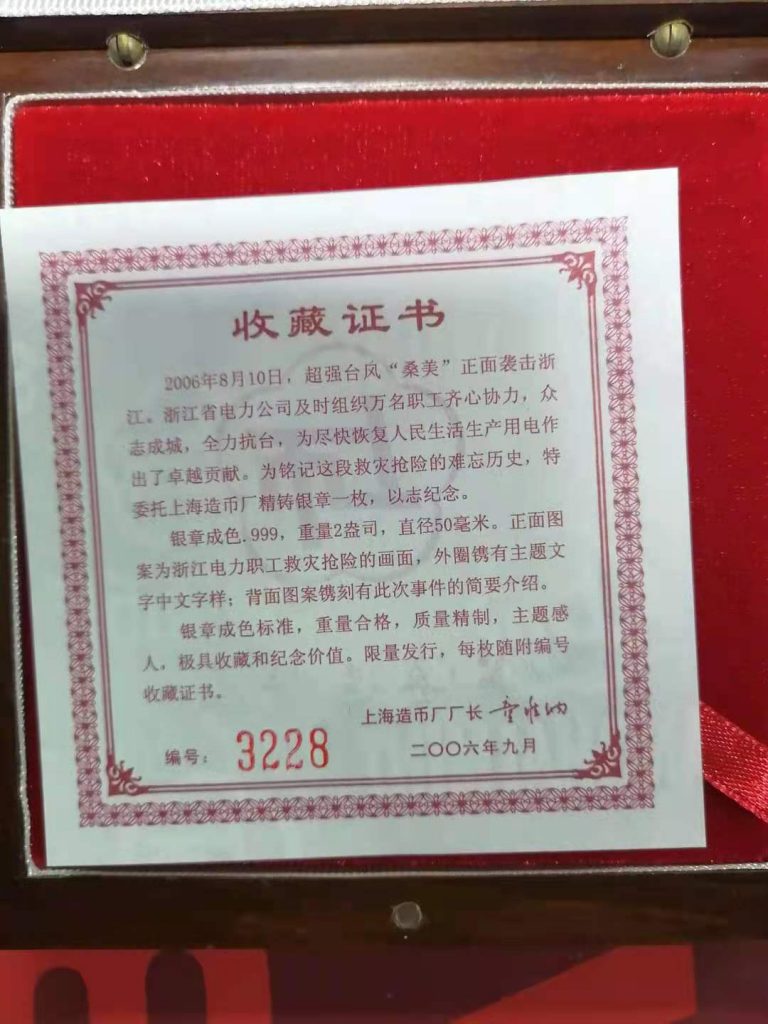 收藏证书
2006年8月10日，超强台风“桑美”正面袭击浙
江。浙江省电力公司及时组织万名职工齐心协力，众
志成城，全力抗台，为尽快恢复人民生活生产用电作
出了卓越贡献。为铭记这段救灾抢险的难忘历史，特
委托上海造币厂精铸银章一枚，以志纪念。
银章成色.999，重量2盎司，直径50毫米。正面图
案为浙江电力职工救灾抢险的画面，外圈镌有主题文
字中文字样；背面图案镌刻有此次事件的简要介绍。
银章成色标准，重量合格，质量精制，主题感
人，极具收藏和纪念价值。限量发行，每枚随附编号
收藏证书。
上海造币厂厂长
编号：3228
二〇〇六年九月